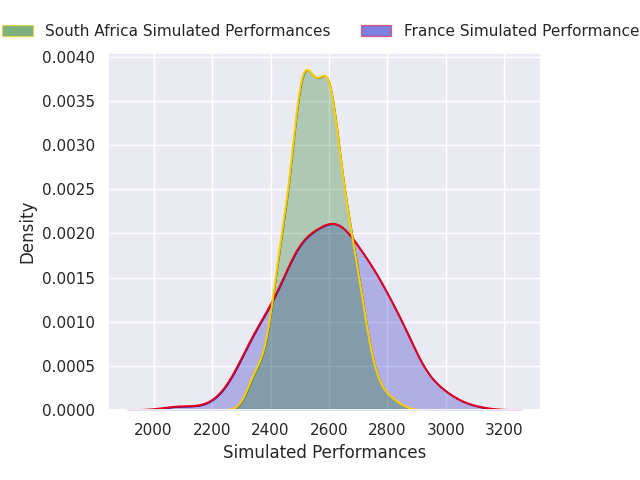 South Africa Simulated Performances France Simulated Performance
0.0040
0.0035
0.0030
0.0025
0.0020
0.0015
0.0010
0.0005
0.0000
Density
2000 2200 2400 2600 2800 3000 3200
Simulated Performances